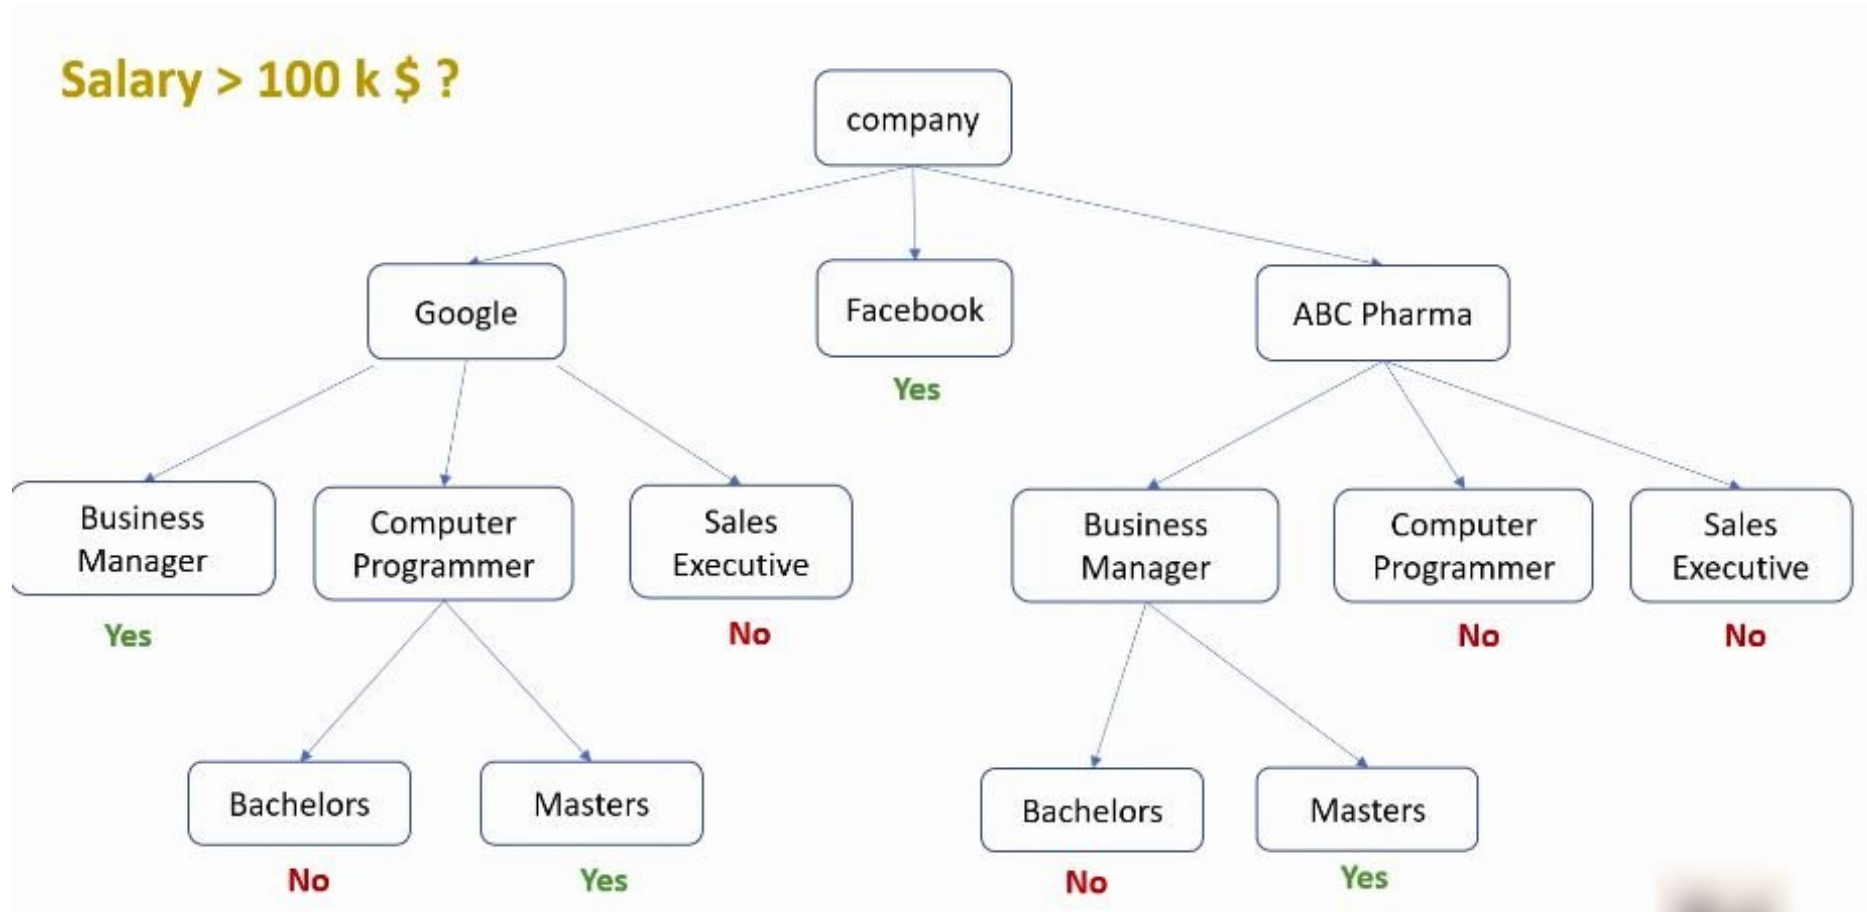 Salary > 100 k $ ?
company
Google
Facebook
ABC Pharma
Yes
Business
Manager
Computer
Programmer
Sales
Executive
Business
Manager
Computer
Programmer
Sales
Executive
Yes
No
No
No
Bachelors
Masters
Bachelors
Masters
No
Yes
No
Yes